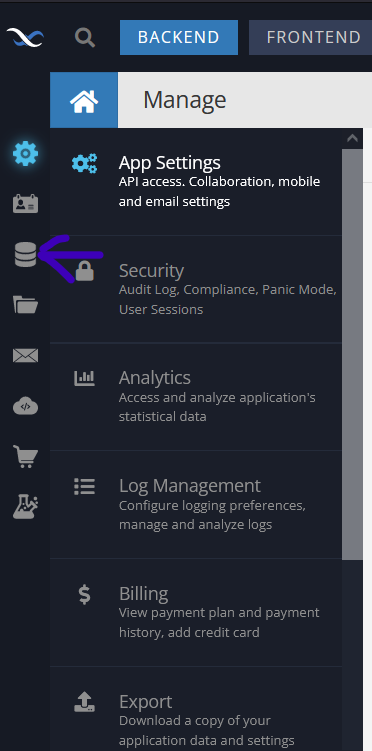 BACKEND
FRONTEND
Manage
App Settings
API access. Collaboration, mobile
and email settings
Security
Audit Log, Compliance, Panic Mode,
User Sessions
Analytics
Access and analyze application's
statistical data
Log Management
Configure logging preferences,
manage and analyze logs
Billing
View payment plan and payment
history, add credit card
Export
Download a copy of your
application data and settings